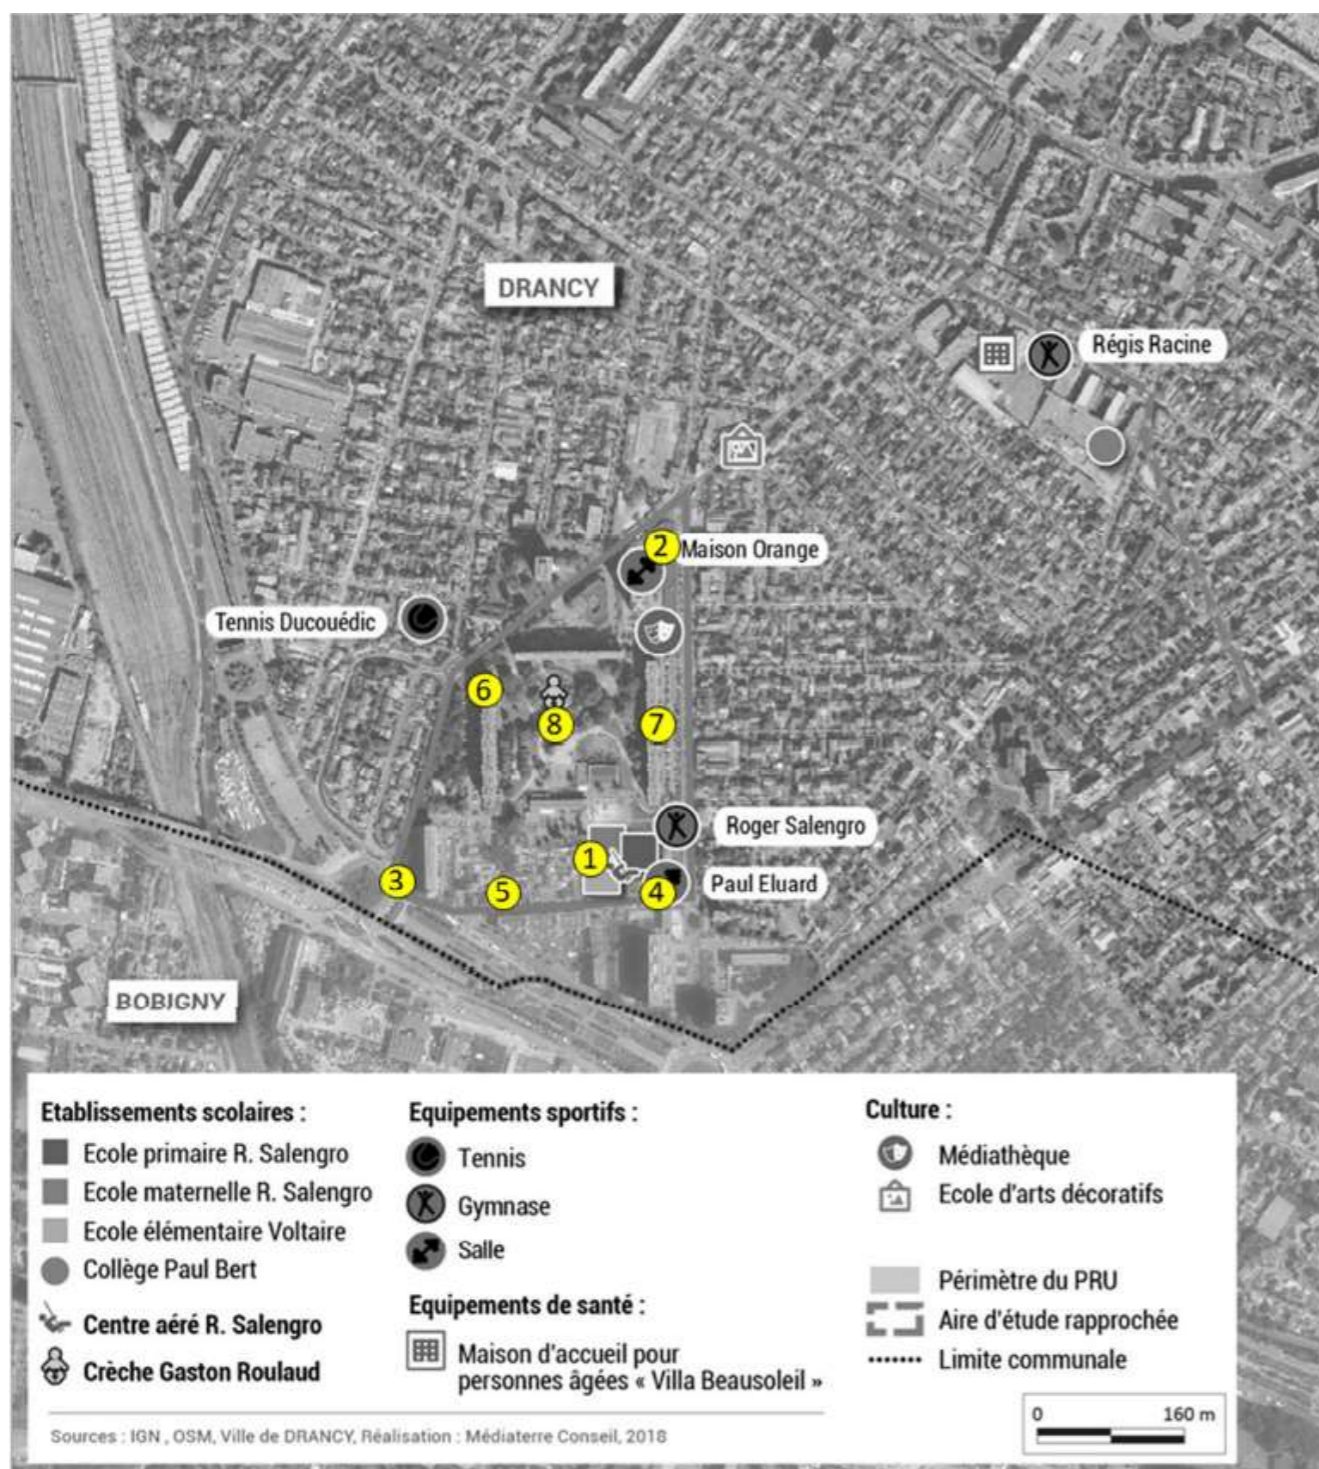 DRANCY
Régis Racine
2
Maison Orange
Tennis Ducouédic
6
8
7
Roger Salengro
1
3
5
4
Paul Eluard
BOBIGNY
Etablissements scolaires :
Ecole primaire R. Salengro
Ecole maternelle R. Salengro
Ecole élémentaire Voltaire
Collège Paul Bert
Centre aéré R. Salengro
Crèche Gaston Roulaud
Equipements sportifs :
Tennis
Gymnase
Salle
Equipements de santé :
Maison d'accueil pour
personnes âgées « Villa Beausoleil »
Culture :
Médiathèque
Ecole d'arts décoratifs
Périmètre du PRU
Aire d'étude rapprochée
Limite communale
0 160 m
Sources : IGN , OSM, Ville de DRANCY, Réalisation : Médiaterre Conseil, 2018